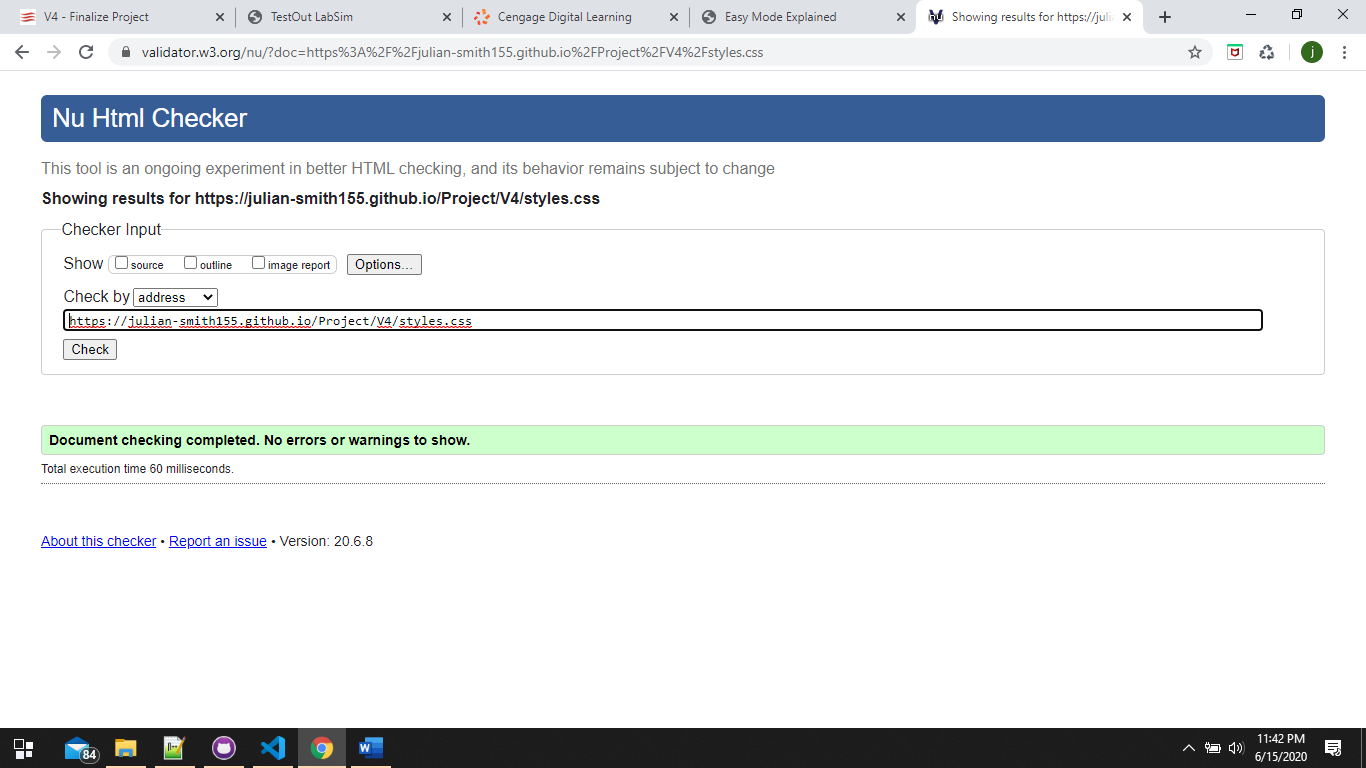 V4 - Finalize Project
TestOut LabSim
Cengage Digital Learning
Easy Mode Explained
Showing results for https://juli
validator.w3.org/nu/?doc=https%3A%2F%2Fjulian-smith155.github.io%2FProject%2FV4%2Fstyles.css
j
Nu Html Checker
This tool is an ongoing experiment in better HTML checking, and its behavior remains subject to change
Showing results for https://julian-smith155.github.io/Project/V4/styles.css
Checker Input
Show source outline image report Options...
Check by address
https://julian-smith155.github.io/Project/V4/styles.css
Check
Document checking completed. No errors or warnings to show.
Total execution time 60 milliseconds.
About this checker • Report an issue • Version: 20.6.8
84
11:42 PM
6/15/2020